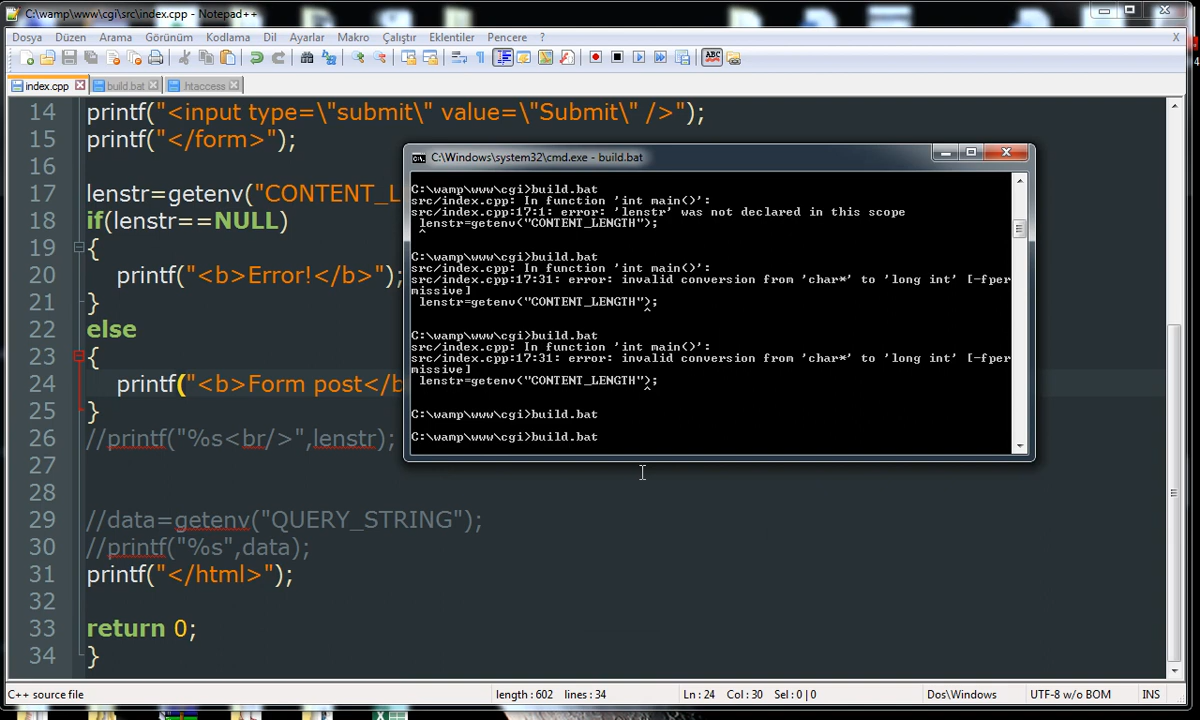 C:\wamp\www\cgi\src\index.cpp - Notepad++
Dosya Düzen Arama Görünüm Kodlama Dil Ayarlar Makro Çalıştır Eklentiler Pencere ? X
index.cpp build.bat htaccess
14 printf("<input type=\"submit\" value=\"Submit\" />");
15 printf("</form>");
16
17 lenstr=getenv("CONTENT_L
18 if(lenstr==NULL)
19 {
20 printf("<b>Error!</b>");
21 }
22 else
23 {
24 printf("<b>Form post</b
25 }
26 //printf("%s<br/>",lenstr);
27
28
29 //data=getenv("QUERY_STRING");
30 //printf("%s",data);
31 printf("</html>");
32
33 return 0;
34 }
C:\Windows\system32\cmd.exe - build.bat
C:\wamp\www\cgi>build.bat
src/index.cpp: In function 'int main()':
src/index.cpp:17:1: error: 'lenstr' was not declared in this scope
lenstr=getenv("CONTENT_LENGTH");
^
C:\wamp\www\cgi>build.bat
src/index.cpp: In function 'int main()':
src/index.cpp:17:31: error: invalid conversion from 'char*' to 'long int' [-fper
missive]
lenstr=getenv("CONTENT_LENGTH");
^
C:\wamp\www\cgi>build.bat
src/index.cpp: In function 'int main()':
src/index.cpp:17:31: error: invalid conversion from 'char*' to 'long int' [-fper
missive]
lenstr=getenv("CONTENT_LENGTH");
^
C:\wamp\www\cgi>build.bat
C:\wamp\www\cgi>build.bat
C++ source file length : 602 lines : 34 Ln : 24 Col : 30 Sel : 0 | 0 Dos\Windows UTF-8 w/o BOM INS